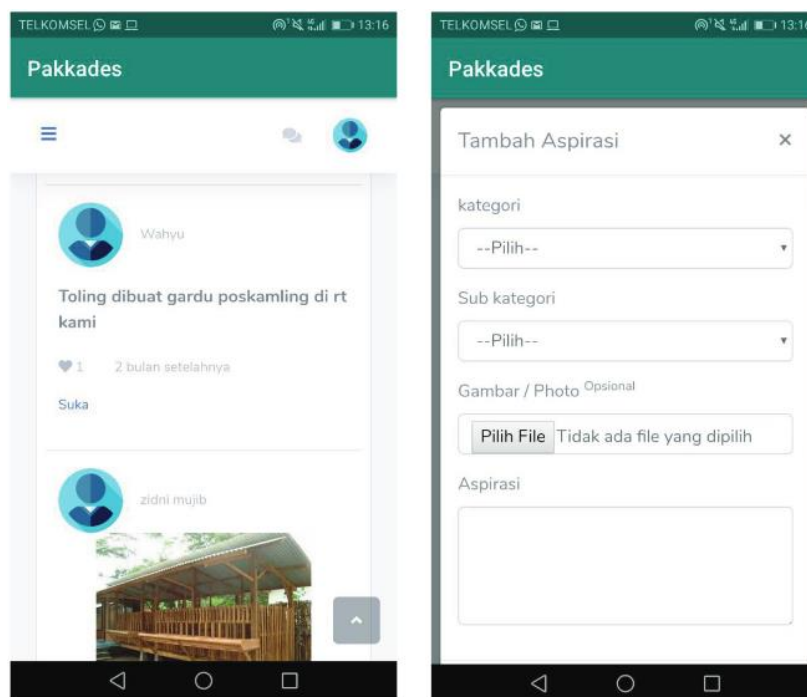 TELKOMSEL 13:16
Pakkades
Wahyu
Toling dibuat gardu poskamling di rt
kami
1 2 bulan setelahnya
Suka
zidni mujib
TELKOMSEL 13:16
Pakkades
Tambah Aspirasi ×
kategori
--Pilih--
Sub kategori
--Pilih--
Gambar / Photo Opsional
Pilih File Tidak ada file yang dipilih
Aspirasi